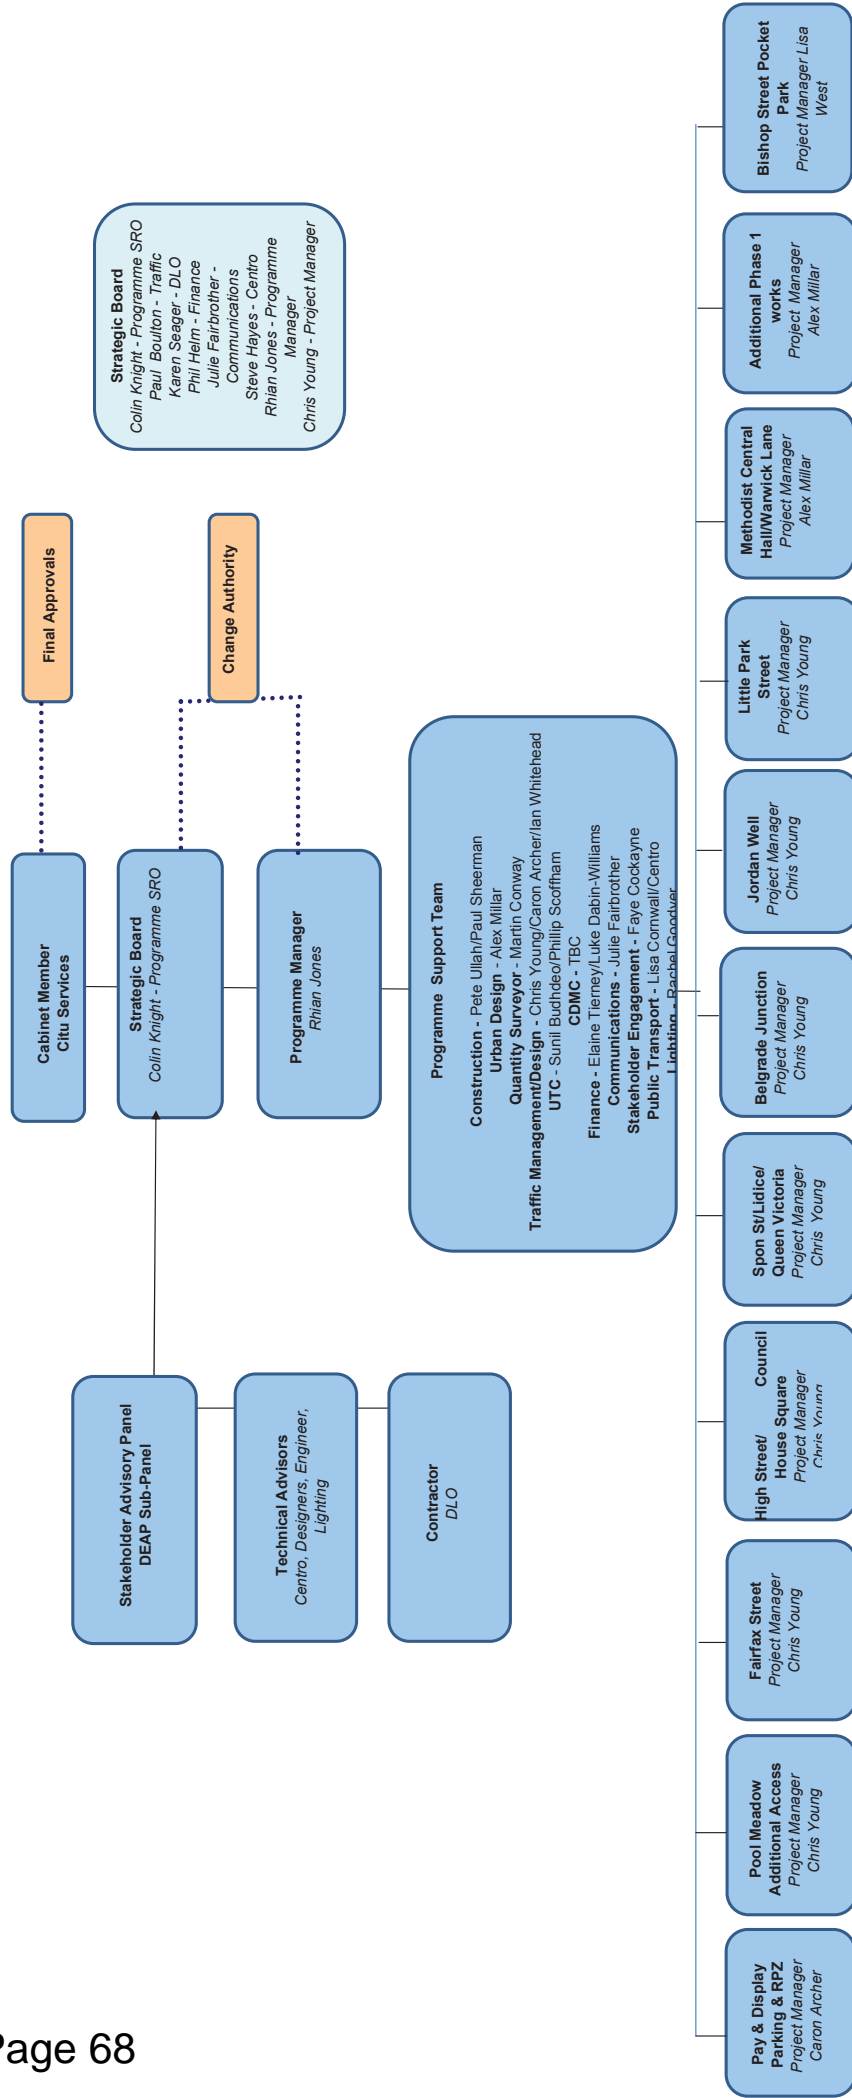 Cabinet Member
Citu Services
Final Approvals
Strategic Board
Colin Knight - Programme SRO
Change Authority
Strategic Board
Colin Knight - Programme SRO
Paul Boulton - Traffic
Karen Seager - DLO
Phil Helm - Finance
Julie Fairbrother -
Communications
Steve Hayes - Centro
Rhian Jones - Programme
Manager
Chris Young - Project Manager
Stakeholder Advisory Panel
DEAP Sub-Panel
Programme Manager
Rhian Jones
Technical Advisors
Centro, Designers, Engineer,
Lighting
Contractor
DLO
Programme Support Team
Construction - Pete Ullah/Paul Sheerman
Urban Design - Alex Millar
Quantity Surveyor - Martin Conway
Traffic Management/Design - Chris Young/Caron Archer/Ian Whitehead
UTC - Sunil Budhdeo/Phillip Scoffham
CDMC - TBC
Finance - Elaine Tierney/Luke Dabin-Williams
Communications - Julie Fairbrother
Stakeholder Engagement - Faye Cockayne
Public Transport - Lisa Cornwall/Centro
Lighting - Rachel Goodyer
Pay & Display
Parking & RPZ
Project Manager
Caron Archer
Pool Meadow
Additional Access
Project Manager
Chris Young
Fairfax Street
Project Manager
Chris Young
High Street/ Council
House Square
Project Manager
Chris Young
Spon St/Lidice/
Queen Victoria
Project Manager
Chris Young
Belgrade Junction
Project Manager
Chris Young
Jordan Well
Project Manager
Chris Young
Little Park
Street
Project Manager
Chris Young
Methodist Central
Hall/Warwick Lane
Project Manager
Alex Millar
Additional Phase 1
works
Project Manager
Alex Millar
Bishop Street Pocket
Park
Project Manager Lisa
West
Page 68